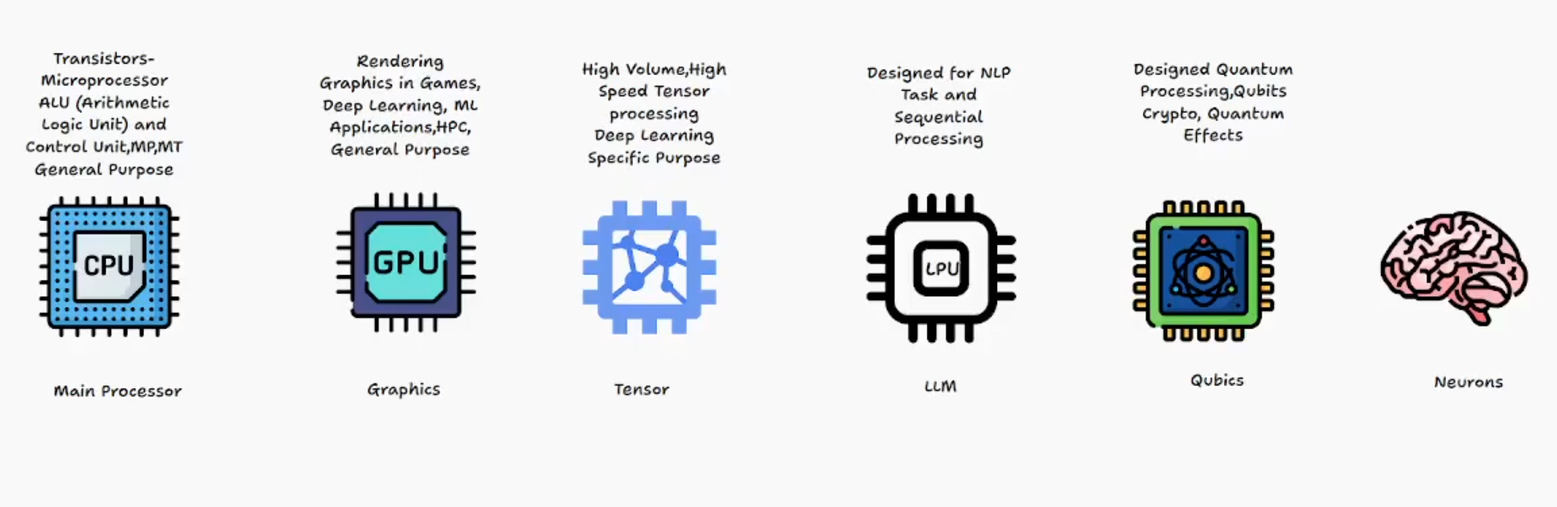 Transistors-
Microprocessor
ALU (Arithmetic
Logic Unit) and
Control Unit,MP,MT
General Purpose
CPU
Main Processor
Rendering
Graphics in Games,
Deep Learning, ML
Applications,HPC,
General Purpose
GPU
Graphics
High Volume,High
Speed Tensor
processing
Deep Learning
Specific Purpose
Tensor
Designed for NLP
Task and
Sequential
Processing
LPU
LLM
Designed Quantum
Processing,Qubits
Crypto, Quantum
Effects
Qubics
Neurons